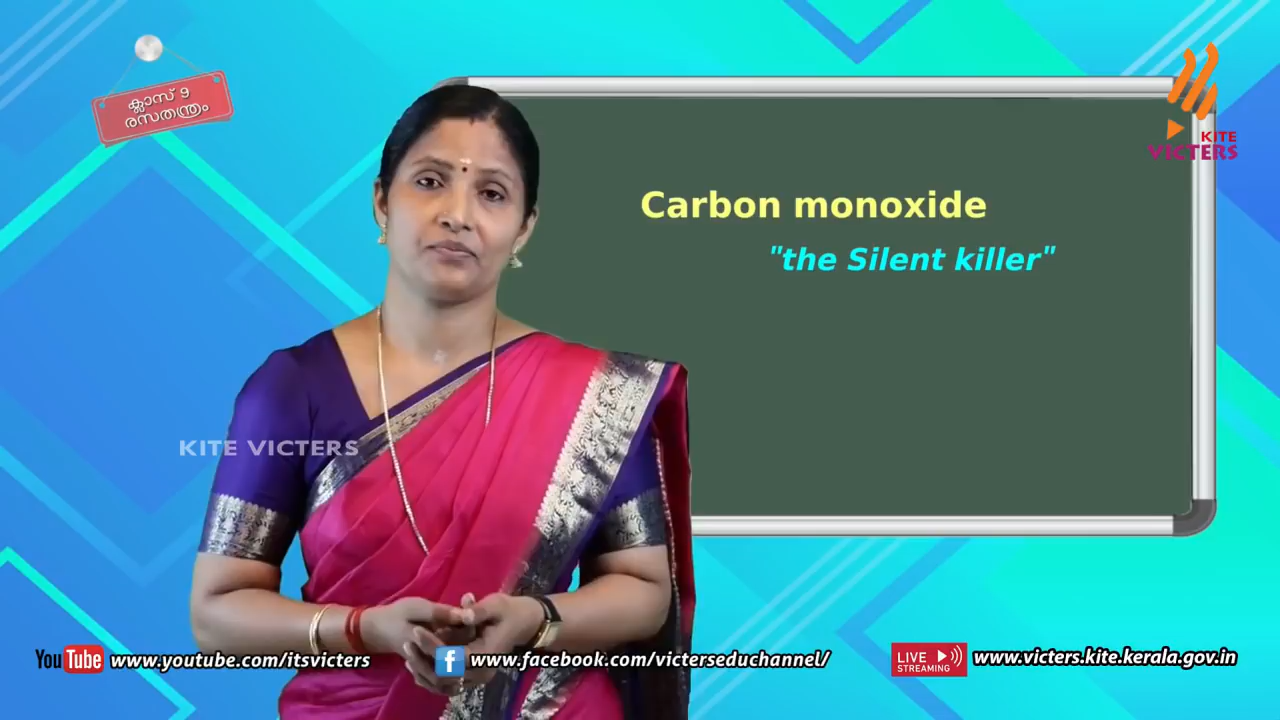 ക്ലാസ് 9
രസതന്ത്രം
KITE
VICTERS
Carbon monoxide
"the Silent killer"
KITE VICTERS
YouTube www.youtube.com/itsvicters
f www.facebook.com/victerseduchannel/
LIVE
STREAMING
www.victers.kite.kerala.gov.in